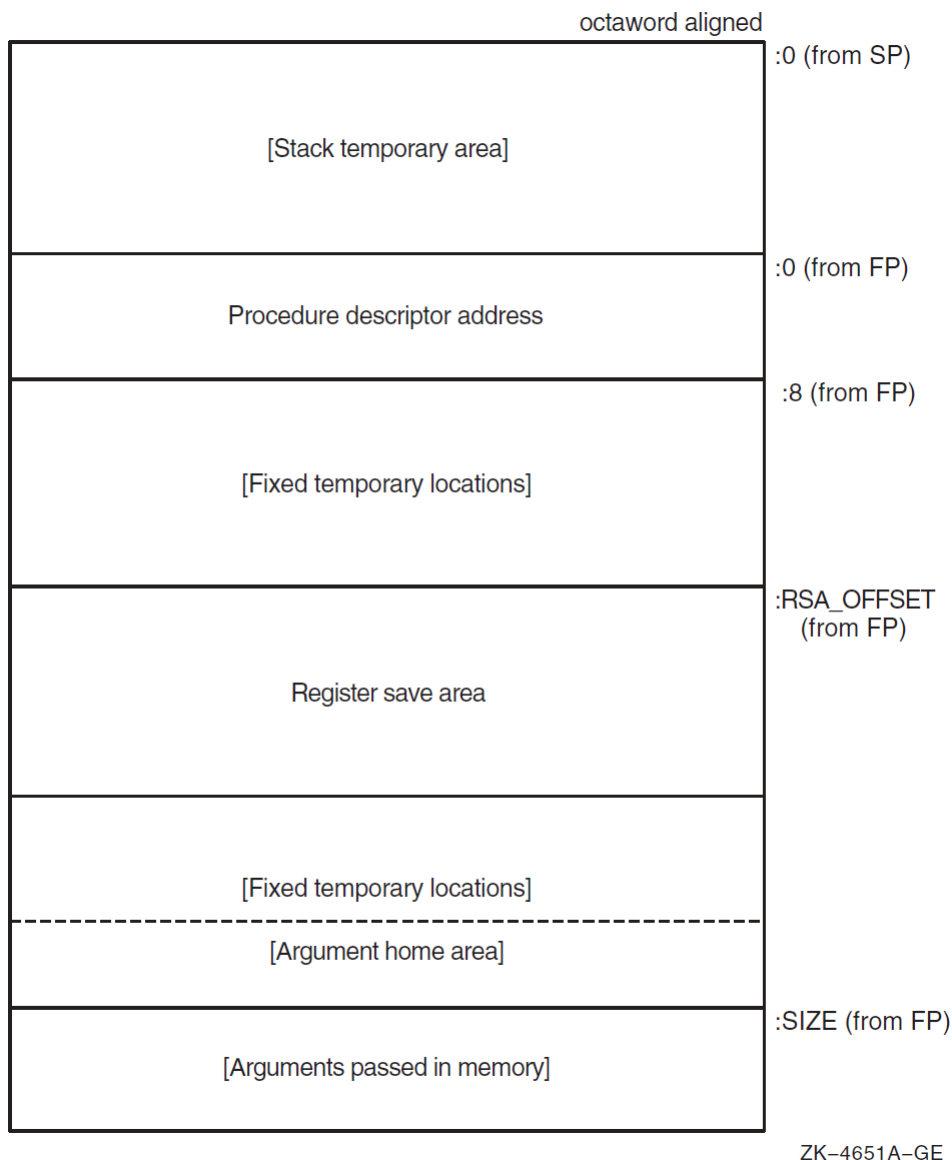 octaword aligned
:0 (from SP)
[Stack temporary area]
:0 (from FP)
Procedure descriptor address
:8 (from FP)
[Fixed temporary locations]
:RSA_OFFSET
(from FP)
Register save area
[Fixed temporary locations]
[Argument home area]
:SIZE (from FP)
[Arguments passed in memory]
ZK–4651A–GE